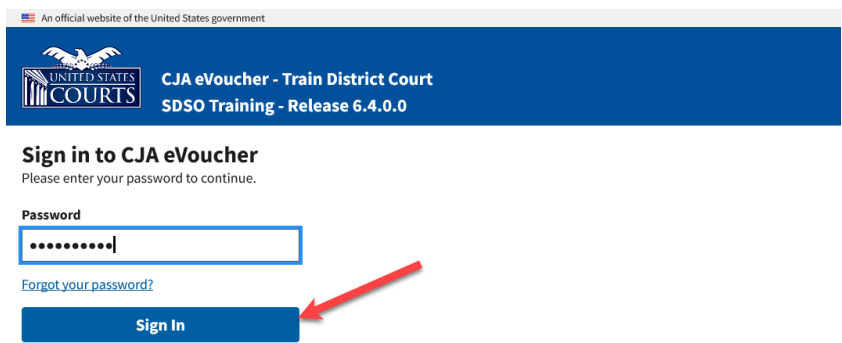 An official website of the United States government
UNITED STATES
COURTS
CJA eVoucher - Train District Court
SDSO Training - Release 6.4.0.0
Sign in to CJA eVoucher
Please enter your password to continue.
Password
••••••••••
Forgot your password?
Sign In